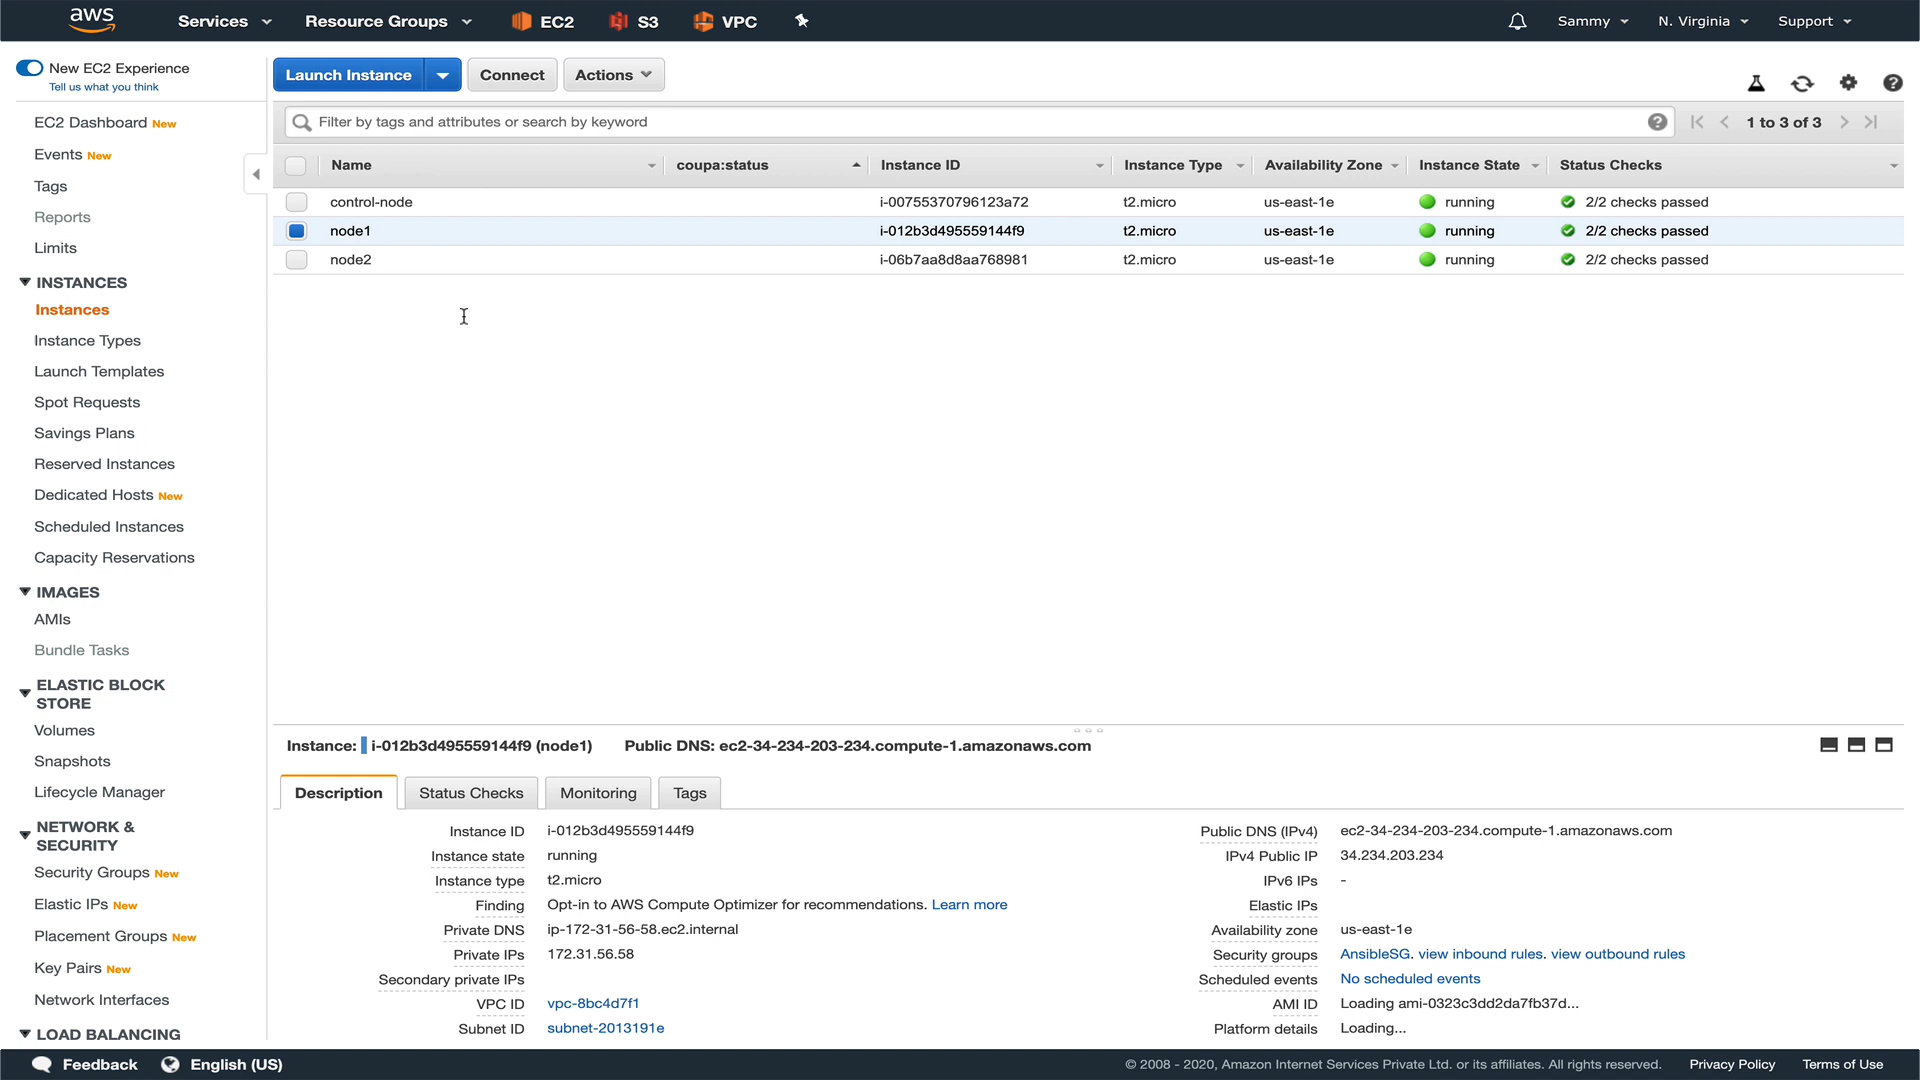 aws Services Resource Groups EC2 S3 VPC Sammy N. Virginia Support
New EC2 Experience
Tell us what you think
EC2 Dashboard New
Events New
Tags
Reports
Limits
INSTANCES
Instances
Instance Types
Launch Templates
Spot Requests
Savings Plans
Reserved Instances
Dedicated Hosts New
Scheduled Instances
Capacity Reservations
IMAGES
AMIs
Bundle Tasks
ELASTIC BLOCK
STORE
Volumes
Snapshots
Lifecycle Manager
NETWORK &
SECURITY
Security Groups New
Elastic IPs New
Placement Groups New
Key Pairs New
Network Interfaces
LOAD BALANCING
Launch Instance Connect Actions
Filter by tags and attributes or search by keyword 1 to 3 of 3
Name coupa:status Instance ID Instance Type Availability Zone Instance State Status Checks
control-node i-00755370796123a72 t2.micro us-east-1e running 2/2 checks passed
node1 i-012b3d495559144f9 t2.micro us-east-1e running 2/2 checks passed
node2 i-06b7aa8d8aa768981 t2.micro us-east-1e running 2/2 checks passed
Instance: i-012b3d495559144f9 (node1) Public DNS: ec2-34-234-203-234.compute-1.amazonaws.com
Description Status Checks Monitoring Tags
Instance ID i-012b3d495559144f9
Instance state running
Instance type t2.micro
Finding Opt-in to AWS Compute Optimizer for recommendations. Learn more
Private DNS ip-172-31-56-58.ec2.internal
Private IPs 172.31.56.58
Secondary private IPs
VPC ID vpc-8bc4d7f1
Subnet ID subnet-2013191e
Public DNS (IPv4) ec2-34-234-203-234.compute-1.amazonaws.com
IPv4 Public IP 34.234.203.234
IPv6 IPs -
Elastic IPs
Availability zone us-east-1e
Security groups AnsibleSG. view inbound rules. view outbound rules
Scheduled events No scheduled events
AMI ID Loading ami-0323c3dd2da7fb37d...
Platform details Loading...
Feedback English (US) © 2008 - 2020, Amazon Internet Services Private Ltd. or its affiliates. All rights reserved. Privacy Policy Terms of Use